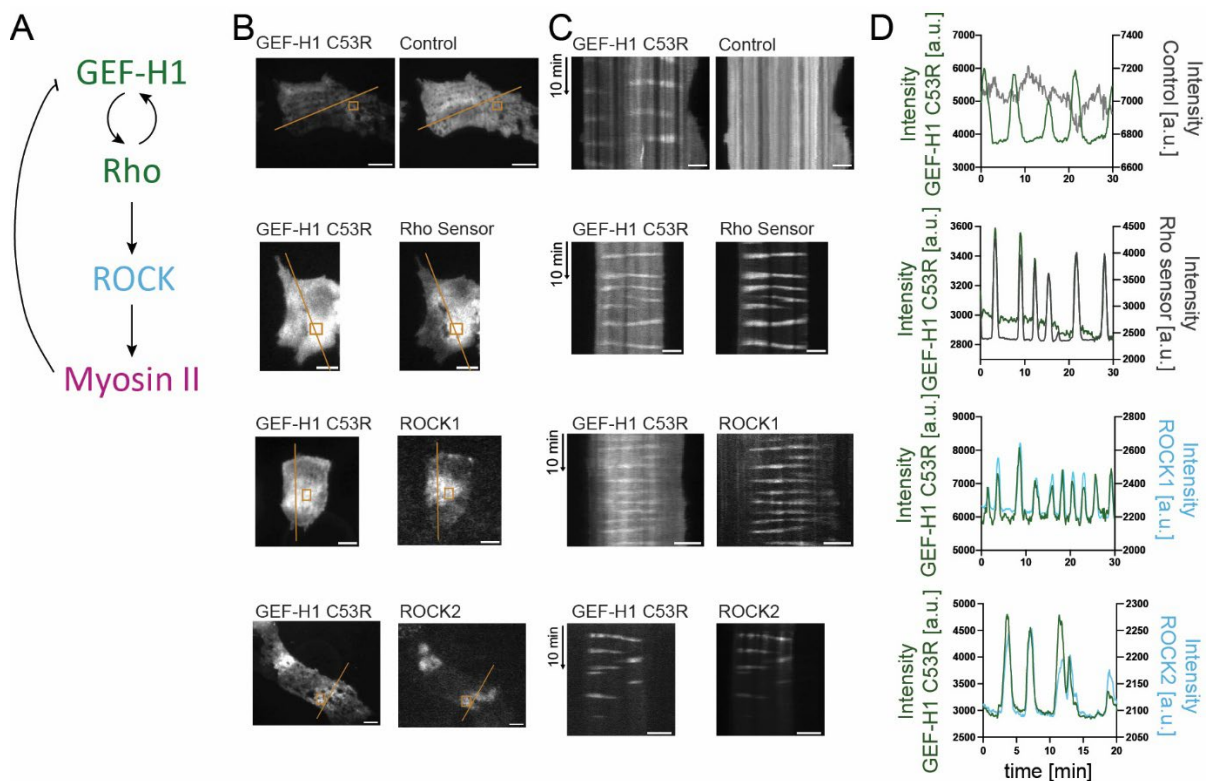 A
GEF-H1
Rho
ROCK
Myosin II
B
GEF-H1 C53R Control
GEF-H1 C53R Rho Sensor
GEF-H1 C53R ROCK1
GEF-H1 C53R ROCK2
C
GEF-H1 C53R Control
10 min
GEF-H1 C53R Rho Sensor
10 min
GEF-H1 C53R ROCK1
10 min
GEF-H1 C53R ROCK2
10 min
D
Intensity
GEF-H1 C53R [a.u.]
7000
6000
5000
4000
3000
7400
7200
7000
6800
6600
Intensity
Control [a.u.]
0 10 20 30
Intensity
GEF-H1 C53R [a.u.]
3600
3400
3200
3000
2800
4500
4000
3500
3000
2500
2000
Intensity
Rho sensor [a.u.]
0 10 20 30
Intensity
GEF-H1 C53R [a.u.]
9000
8000
7000
6000
5000
2800
2600
2400
2200
2000
Intensity
ROCK1 [a.u.]
0 10 20 30
Intensity
GEF-H1 C53R [a.u.]
5000
4500
4000
3500
3000
2500
2300
2250
2200
2150
2100
2050
Intensity
ROCK2 [a.u.]
0 5 10 15 20
time [min]